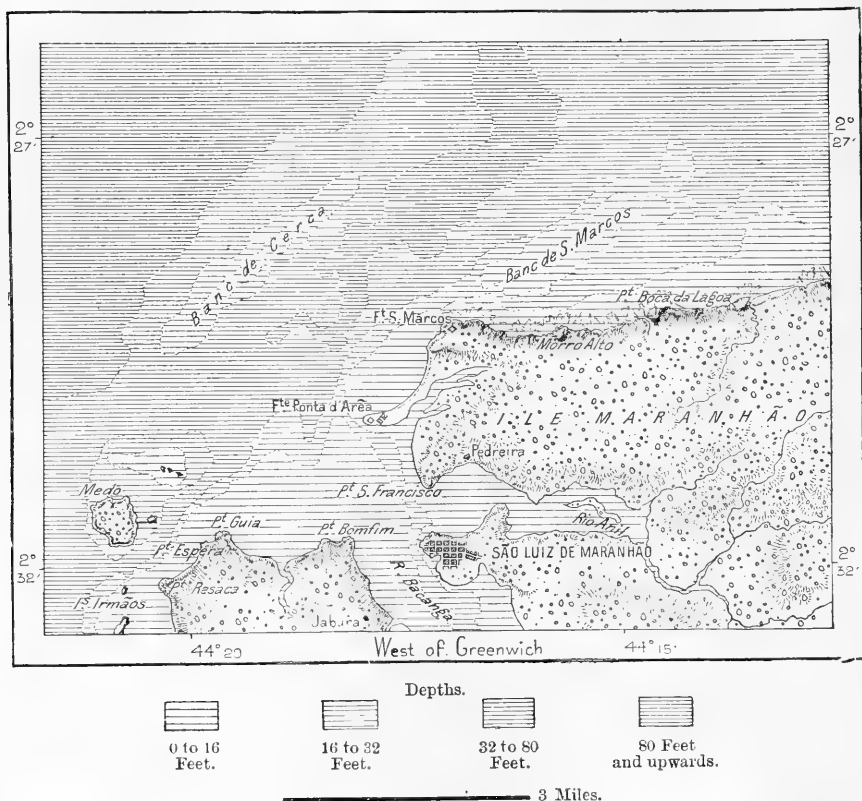 2°
27'
2°
27'
Banc de Cerca
Banc de S. Marcos
Pt. Boca da Lagoa
Ft S. Marcos
Morro Alto
Fte Ponta d'Arêa
ILE MARANHÃO
Pedreira
Medo
Pt. S. Francisco
Pt Guia
Pt Bomfim
Rio Anil
Pt Espera
SÃO LUIZ DE MARANHÃO
2°
32'
2°
32'
Pt Resaca
R. Bacanga
Is. Irmãos
Jabura
44° 20
West of Greenwich
44° 15'
Depths.
0 to 16
Feet.
16 to 32
Feet.
32 to 80
Feet.
80 Feet
and upwards.
3 Miles.